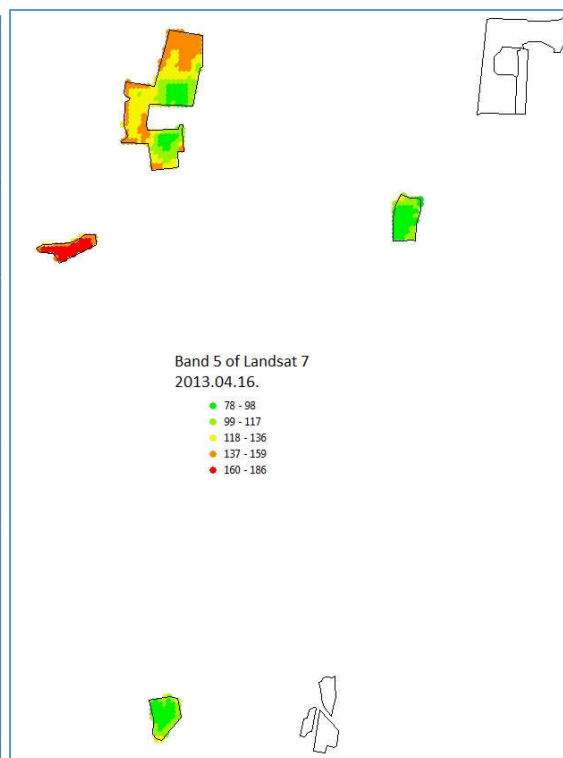 Band 5 of Landsat 7
2013.04.16.
78 - 98
99 - 117
118 - 136
137 - 159
160 - 186